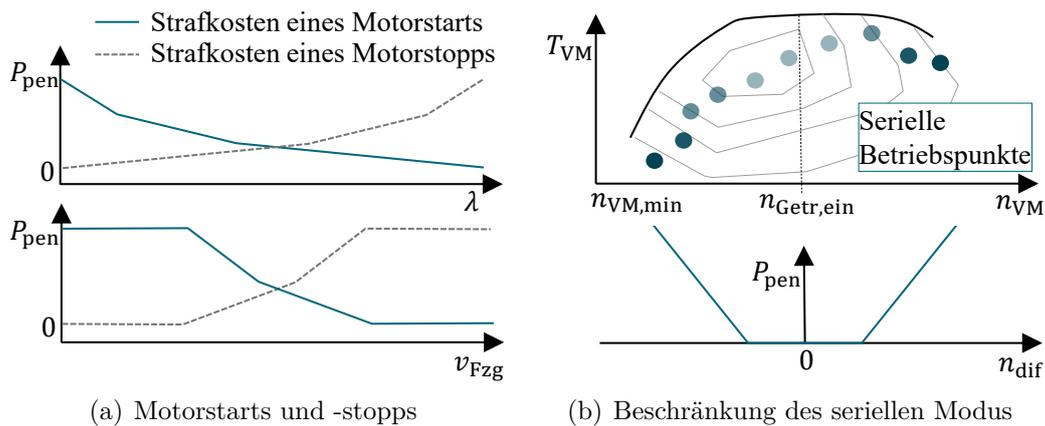 Strafkosten eines Motorstarts
Strafkosten eines Motorstopps
P_pen
0
λ
P_pen
0
v_Fzg
(a) Motorstarts und -stopps
T_VM
Serielle
Betriebspunkte
n_VM,min
n_Getr,ein
n_VM
P_pen
0
n_dif
(b) Beschränkung des seriellen Modus